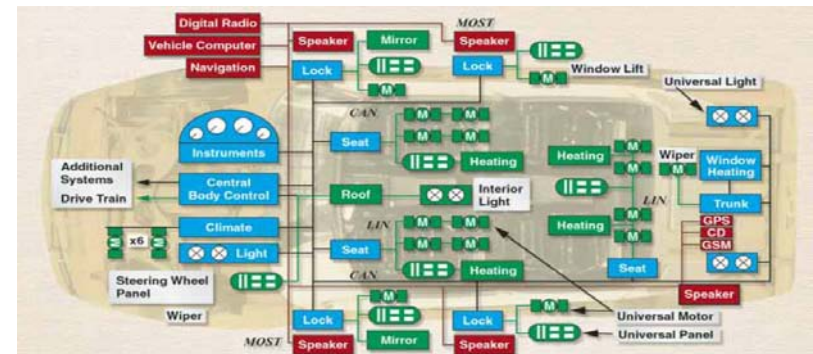 Digital Radio
Vehicle Computer
Navigation
MOST
Speaker
Mirror
Speaker
Lock
Lock
M
M
Window Lift
Universal Light
CAN
Instruments
Seat
M
M
M
M
Heating
Heating
M
M
Wiper
M
Window
Heating
Additional
Systems
Drive Train
Central
Body Control
Roof
Interior
Light
LIN
Trunk
Climate
LIN
M
M
Heating
M
M
GPS
CD
GSM
M
x6
M
Light
Seat
M
M
Steering Wheel
Panel
CAN
Heating
Seat
Speaker
Wiper
Lock
M
Lock
M
Universal Motor
MOST
Speaker
Mirror
Speaker
Universal Panel